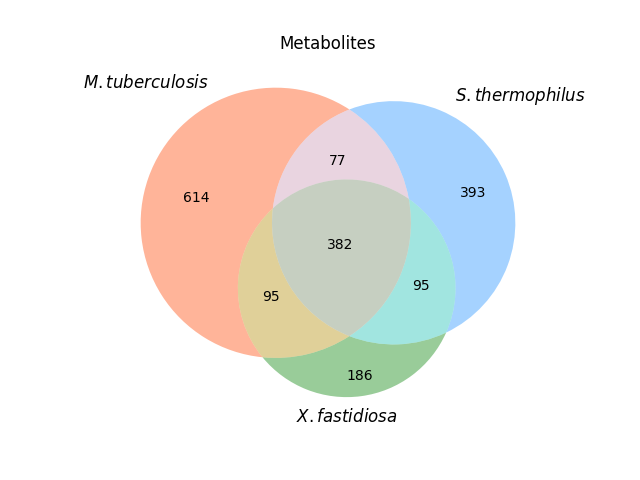 Metabolites
M. tuberculosis
S. thermophilus
77
393
614
382
95
95
186
X. fastidiosa